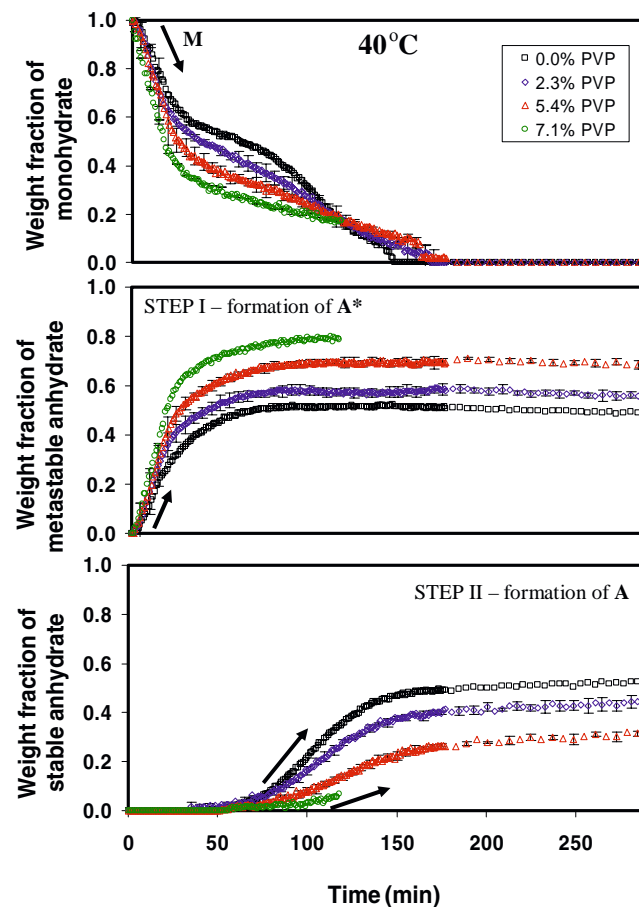 40°C
M
0.0% PVP
2.3% PVP
5.4% PVP
7.1% PVP
Weight fraction of
monohydrate
1.0
0.8
0.6
0.4
0.2
0.0
STEP I – formation of A*
Weight fraction of
metastable anhydrate
1.0
0.8
0.6
0.4
0.2
0.0
STEP II – formation of A
Weight fraction of
stable anhydrate
1.0
0.8
0.6
0.4
0.2
0.0
0 50 100 150 200 250
Time (min)